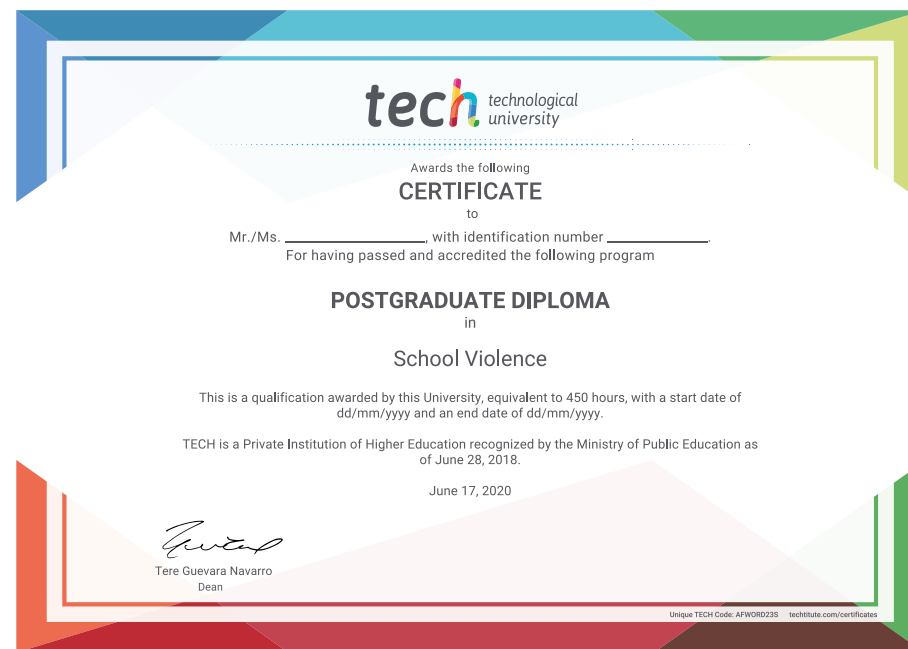 tech technological
university
Awards the following
CERTIFICATE
to
Mr./Ms. ____________________, with identification number ______________.
For having passed and accredited the following program
POSTGRADUATE DIPLOMA
in
School Violence
This is a qualification awarded by this University, equivalent to 450 hours, with a start date of
dd/mm/yyyy and an end date of dd/mm/yyyy.
TECH is a Private Institution of Higher Education recognized by the Ministry of Public Education as
of June 28, 2018.
June 17, 2020
Tere Guevara Navarro
Dean
Unique TECH Code: AFWORD23S techtitute.com/certificates